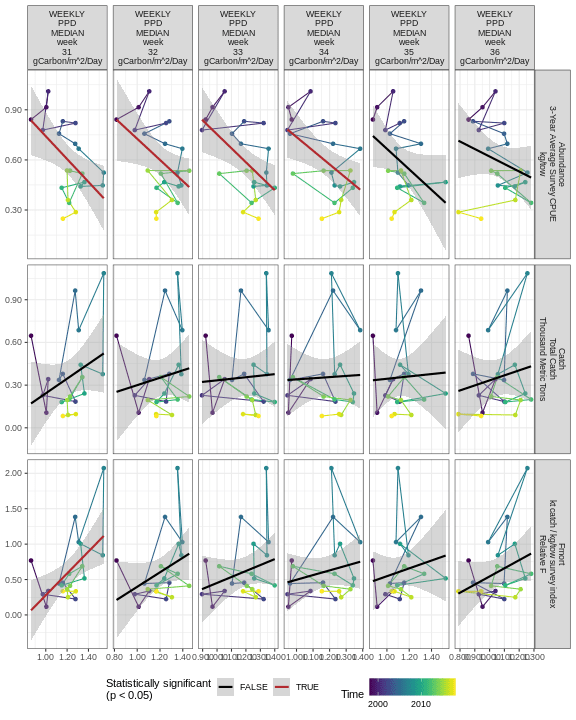 WEEKLY
PPD
MEDIAN
week
31
gCarbon/m^2/Day
WEEKLY
PPD
MEDIAN
week
32
gCarbon/m^2/Day
WEEKLY
PPD
MEDIAN
week
33
gCarbon/m^2/Day
WEEKLY
PPD
MEDIAN
week
34
gCarbon/m^2/Day
WEEKLY
PPD
MEDIAN
week
35
gCarbon/m^2/Day
WEEKLY
PPD
MEDIAN
week
36
gCarbon/m^2/Day
0.90
0.60
0.30
Abundance
3-Year Average Survey CPUE
kg/tow
0.90
0.60
0.30
0.00
Catch
Total Catch
Thousand Metric Tons
2.00
1.50
1.00
0.50
0.00
Fmort
kt catch / kg/tow survey index
Relative F
1.00 1.20 1.40
0.80 1.00 1.20 1.40
Statistically significant
(p < 0.05)
FALSE
TRUE
Time
2000 2010